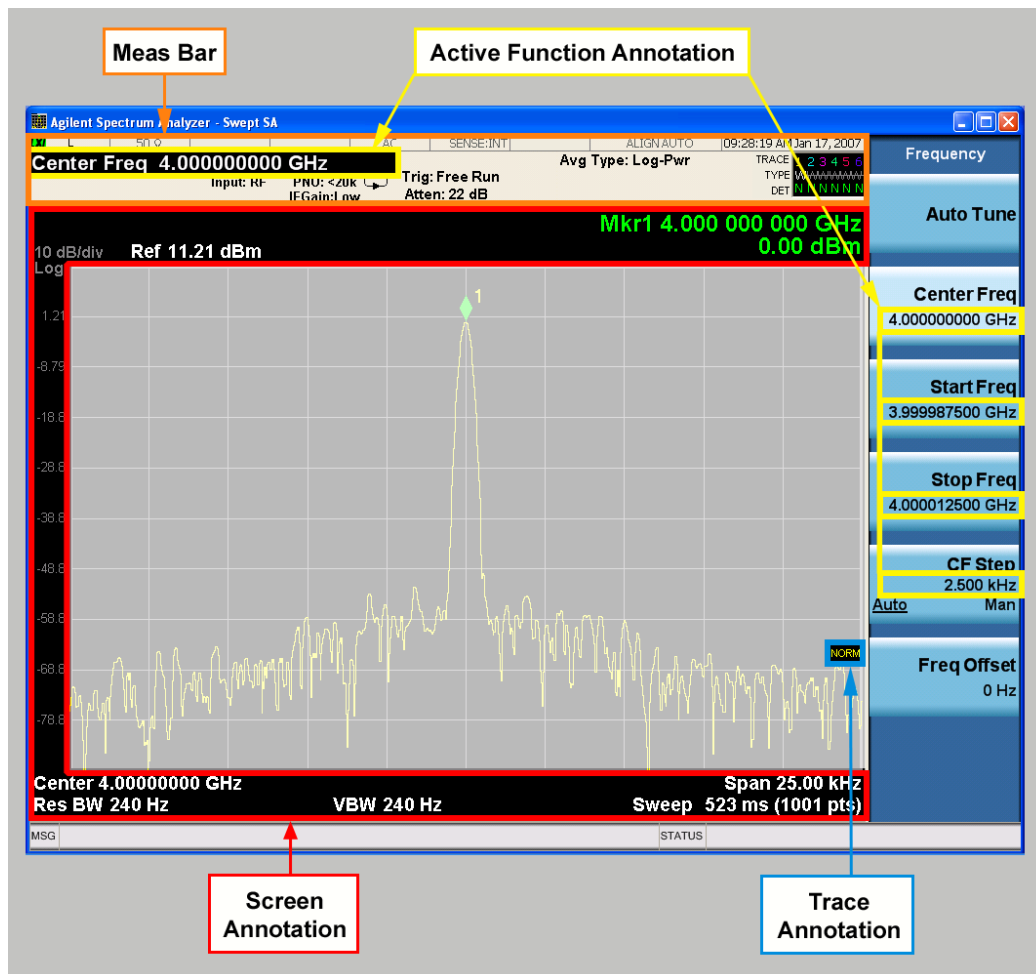 Meas Bar
Active Function Annotation
Agilent Spectrum Analyzer - Swept SA
L 50 Ω AC SENSE:INT ALIGN AUTO 09:28:19 AM Jan 17, 2007
Center Freq 4.000000000 GHz
Input: RF PNO: <20k
IFGain:Low
Trig: Free Run
Atten: 22 dB
Avg Type: Log-Pwr
TRACE 1 2 3 4 5 6
TYPE
DET N N N N N N
Frequency
Auto Tune
Center Freq
4.000000000 GHz
Start Freq
3.999987500 GHz
Stop Freq
4.000012500 GHz
CF Step
2.500 kHz
Auto Man
Freq Offset
0 Hz
Mkr1 4.000 000 000 GHz
0.00 dBm
10 dB/div Ref 11.21 dBm
Log
1
1.21
-8.79
-18.8
-28.8
-38.8
-48.8
-58.8
-68.8
-78.8
NORM
Center 4.00000000 GHz Span 25.00 kHz
Res BW 240 Hz VBW 240 Hz Sweep 523 ms (1001 pts)
MSG STATUS
Screen
Annotation
Trace
Annotation